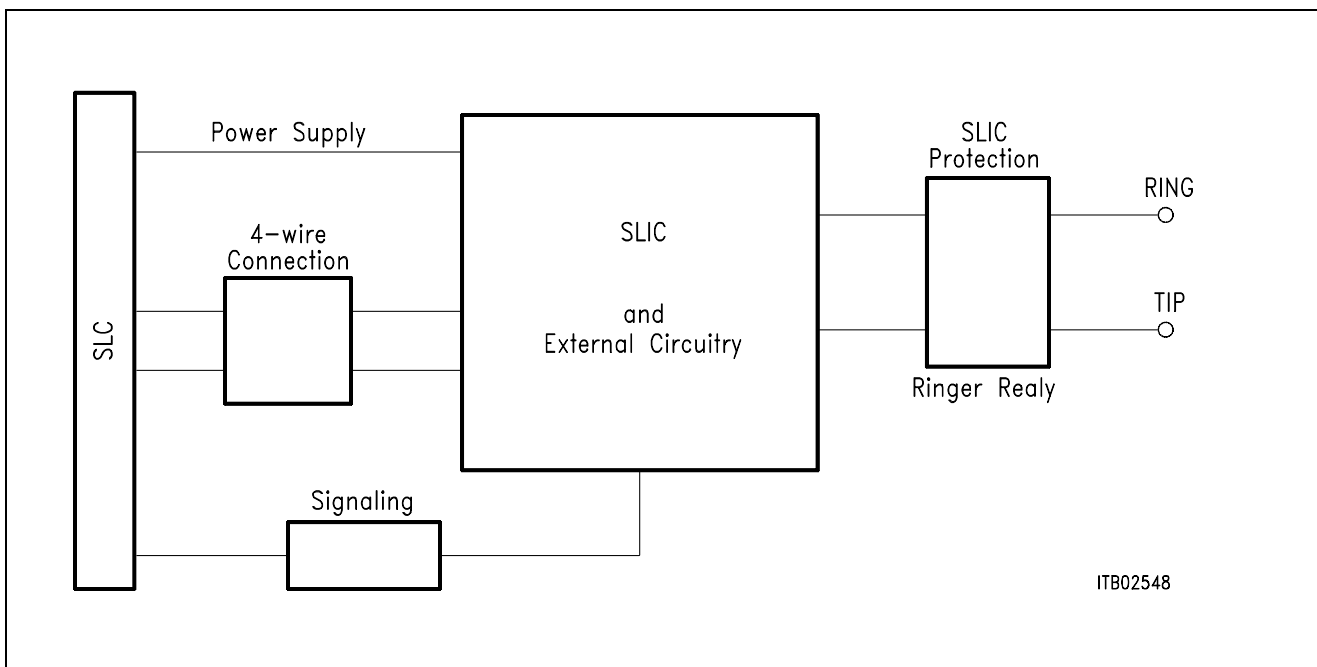 Power Supply
SLIC
Protection
RING
4-wire
Connection
SLIC
and
External Circuitry
TIP
SLC
Ringer Realy
Signaling
ITB02548